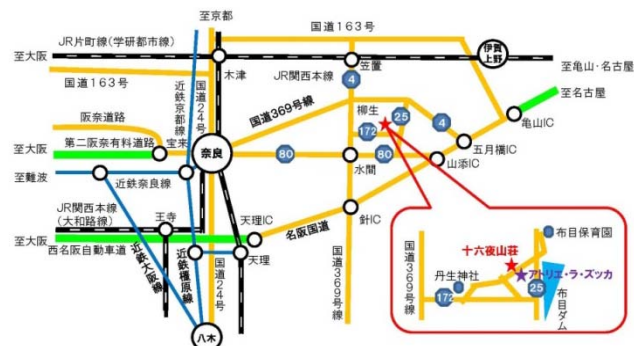 至京都
国道163号
JR片町線(学研都市線)
至大阪
木津
国道163号
JR関西本線
笠置
伊賀
上野
至亀山・名古屋
至名古屋
4
阪奈道路
近鉄京都線
国道24号
国道369号線
柳生
25
172
4
亀山IC
第二阪奈有料道路
宝来
至大阪
奈良
80
80
五月橋IC
山添IC
水間
至難波
近鉄奈良線
JR関西本線
(大和路線)
王寺
天理IC
名阪国道
針IC
至大阪
西名阪自動車道
近鉄大阪線
近鉄橿原線
国道24号
天理
八木
国道369号線
国道369号線
布目保育園
十六夜山荘
アトリエ・ラ・ズッカ
丹生神社
172
25
布目ダム